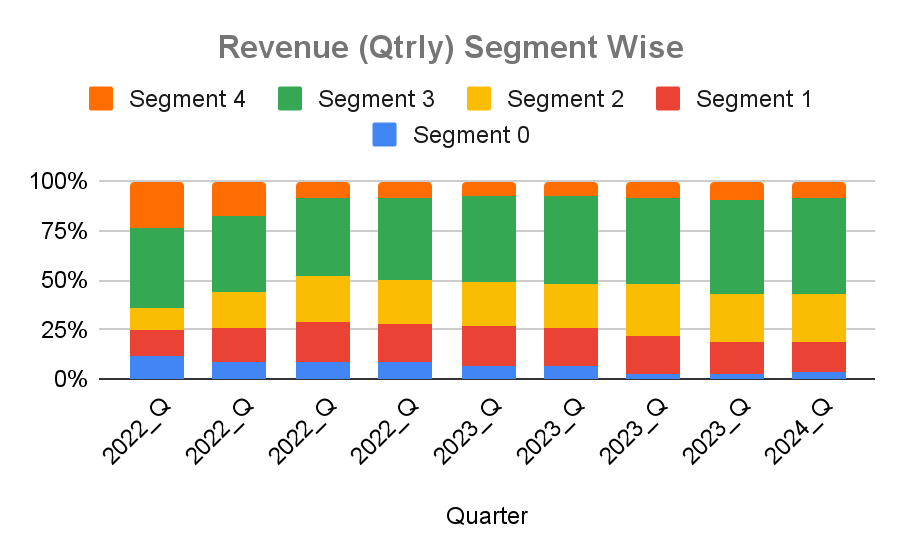 Revenue (Qtrly) Segment Wise
Segment 4 Segment 3 Segment 2 Segment 1
Segment 0
100%
75%
50%
25%
0%
2022_Q 2022_Q 2022_Q 2022_Q 2023_Q 2023_Q 2023_Q 2023_Q 2024_Q
Quarter